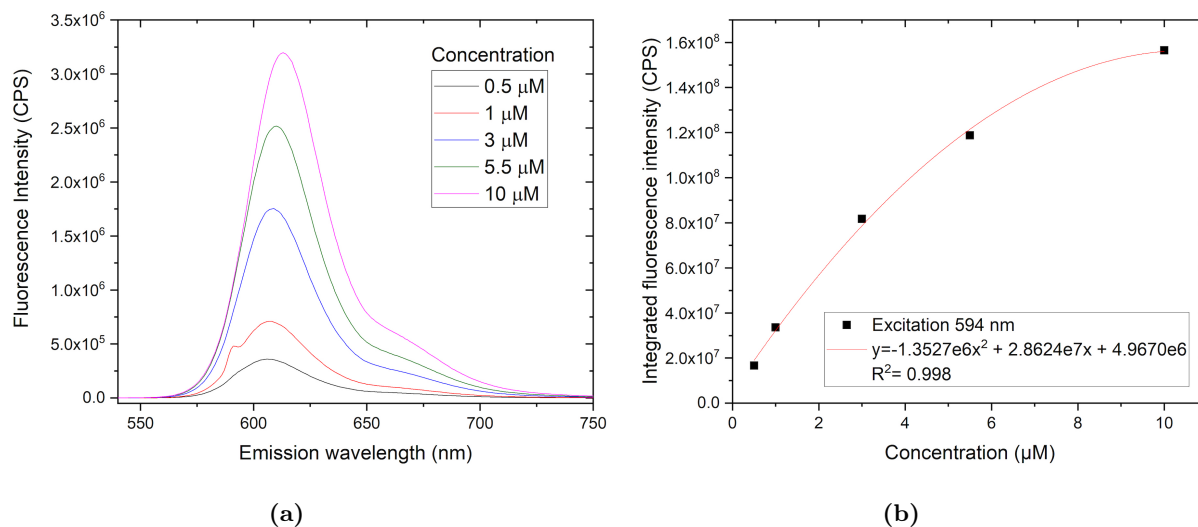 3.5x10⁶
3.0x10⁶
2.5x10⁶
2.0x10⁶
1.5x10⁶
1.0x10⁶
5.0x10⁵
0.0
Fluorescence Intensity (CPS)
Concentration
0.5 μM
1 μM
3 μM
5.5 μM
10 μM
550 600 650 700 750
Emission wavelength (nm)
(a)
1.6x10⁸
1.4x10⁸
1.2x10⁸
1.0x10⁸
8.0x10⁷
6.0x10⁷
4.0x10⁷
2.0x10⁷
0.0
Integrated fluorescence intensity (CPS)
Excitation 594 nm
y=-1.3527e6x² + 2.8624e7x + 4.9670e6
R²= 0.998
0 2 4 6 8 10
Concentration (µM)
(b)